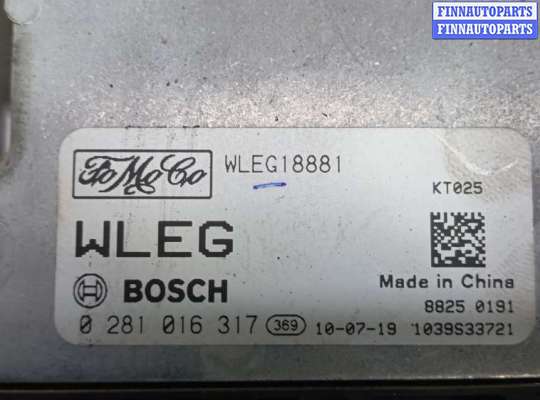 FINNAUTOPARTS
FINNAUTOPARTS
FoMoCo WLEG18881
KT025
WLEG
BOSCH
Made in China
8825 0191
0 281 016 317 369 10-07-19 1039S33721